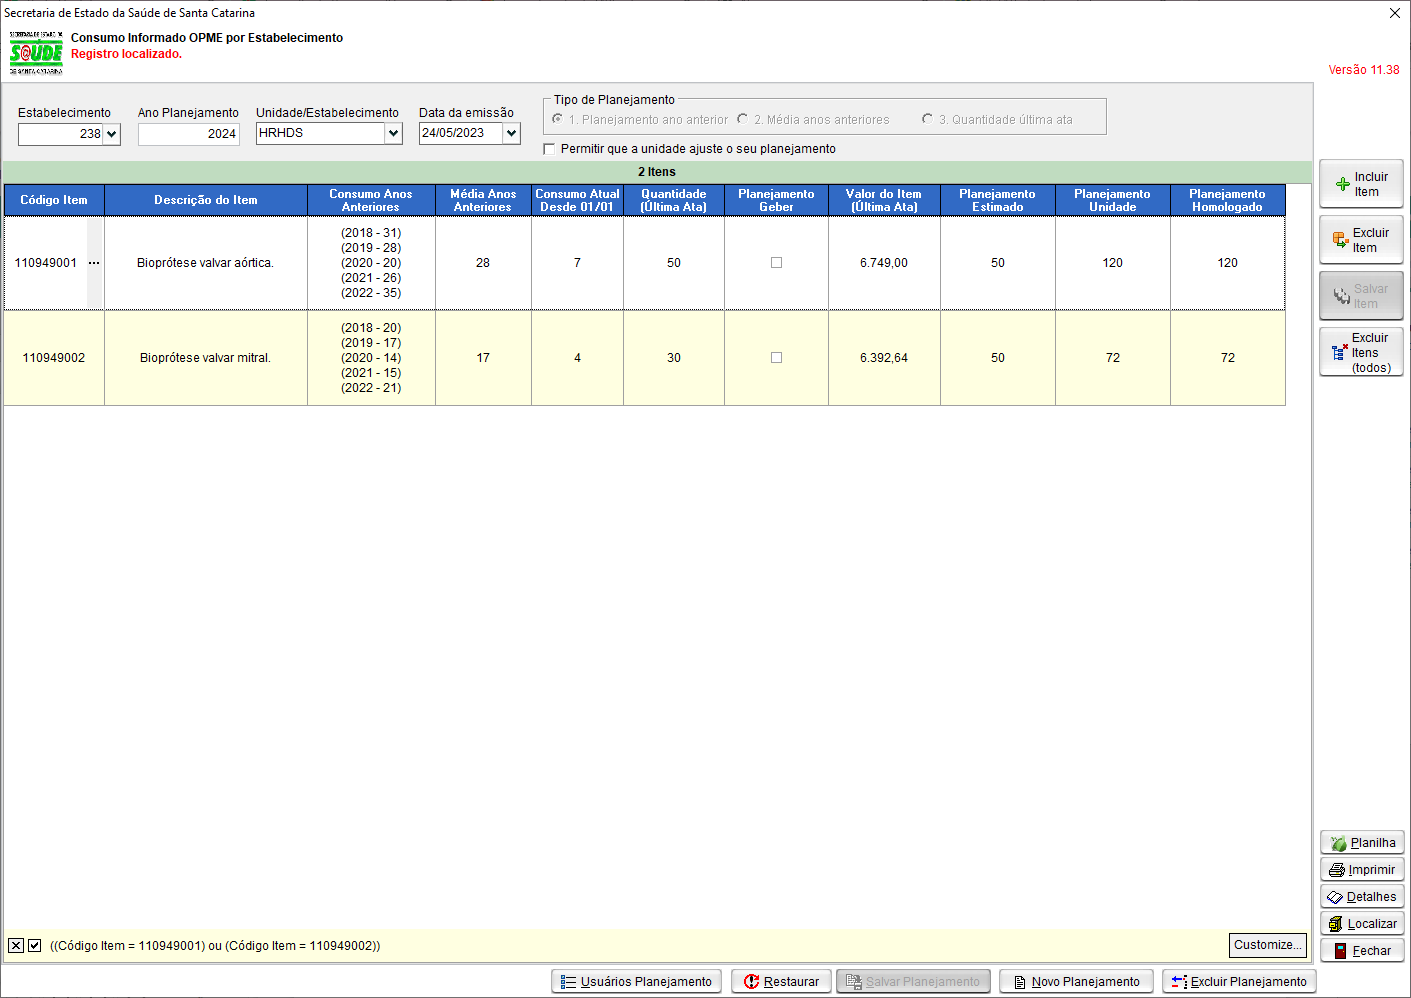 Secretaria de Estado da Saúde de Santa Catarina
SECRETARIA DE ESTADO DA
SAÚDE
DE SANTA CATARINA
Consumo Informado OPME por Estabelecimento
Registro localizado.
Versão 11.38
Estabelecimento
238
Ano Planejamento
2024
Unidade/Estabelecimento
HRHDS
Data da emissão
24/05/2023
Tipo de Planejamento
1. Planejamento ano anterior
2. Média anos anteriores
3. Quantidade última ata
Permitir que a unidade ajuste o seu planejamento
2 Itens
Código Item
Descrição do Item
Consumo Anos
Anteriores
Média Anos
Anteriores
Consumo Atual
Desde 01/01
Quantidade
(Última Ata)
Planejamento
Geber
Valor do Item
(Última Ata)
Planejamento
Estimado
Planejamento
Unidade
Planejamento
Homologado
110949001 ...
Bioprótese valvar aórtica.
(2018 - 31)
(2019 - 28)
(2020 - 20)
(2021 - 26)
(2022 - 35)
28
7
50
6.749,00
50
120
120
110949002
Bioprótese valvar mitral.
(2018 - 20)
(2019 - 17)
(2020 - 14)
(2021 - 15)
(2022 - 21)
17
4
30
6.392,64
50
72
72
Incluir
Item
Excluir
Item
Salvar
Item
Excluir
Itens
(todos)
Planilha
Imprimir
Detalhes
Localizar
Fechar
((Código Item = 110949001) ou (Código Item = 110949002))
Customize...
Usuários Planejamento
Restaurar
Salvar Planejamento
Novo Planejamento
Excluir Planejamento